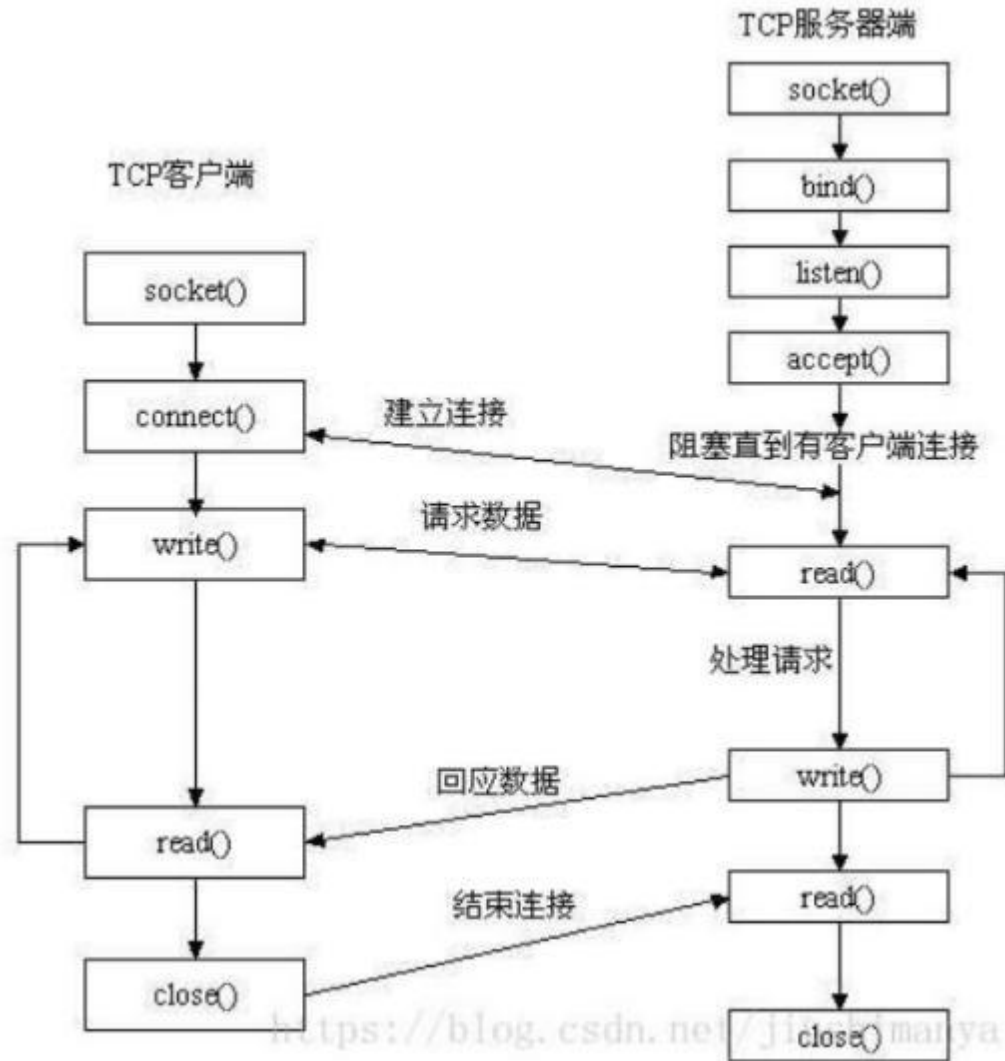 TCP服务器端
socket()
bind()
listen()
accept()
阻塞直到有客户端连接
read()
处理请求
write()
read()
close()
TCP客户端
socket()
connect()
write()
read()
close()
建立连接
请求数据
回应数据
结束连接